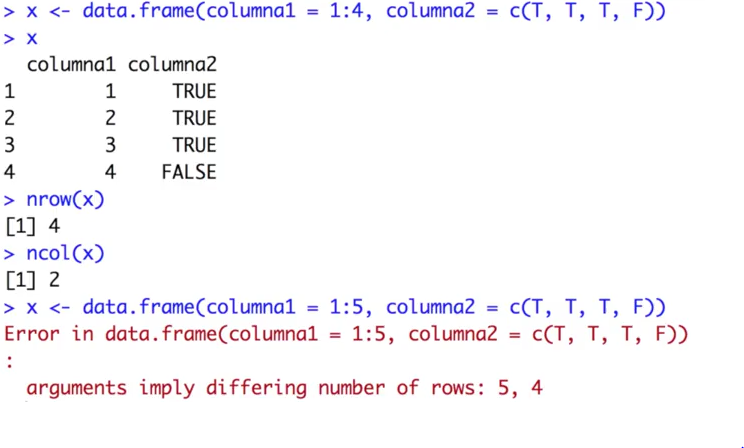 > x <- data.frame(columna1 = 1:4, columna2 = c(T, T, T, F))
> x
  columna1 columna2
1        1     TRUE
2        2     TRUE
3        3     TRUE
4        4    FALSE
> nrow(x)
[1] 4
> ncol(x)
[1] 2
> x <- data.frame(columna1 = 1:5, columna2 = c(T, T, T, F))
Error in data.frame(columna1 = 1:5, columna2 = c(T, T, T, F))
:
  arguments imply differing number of rows: 5, 4